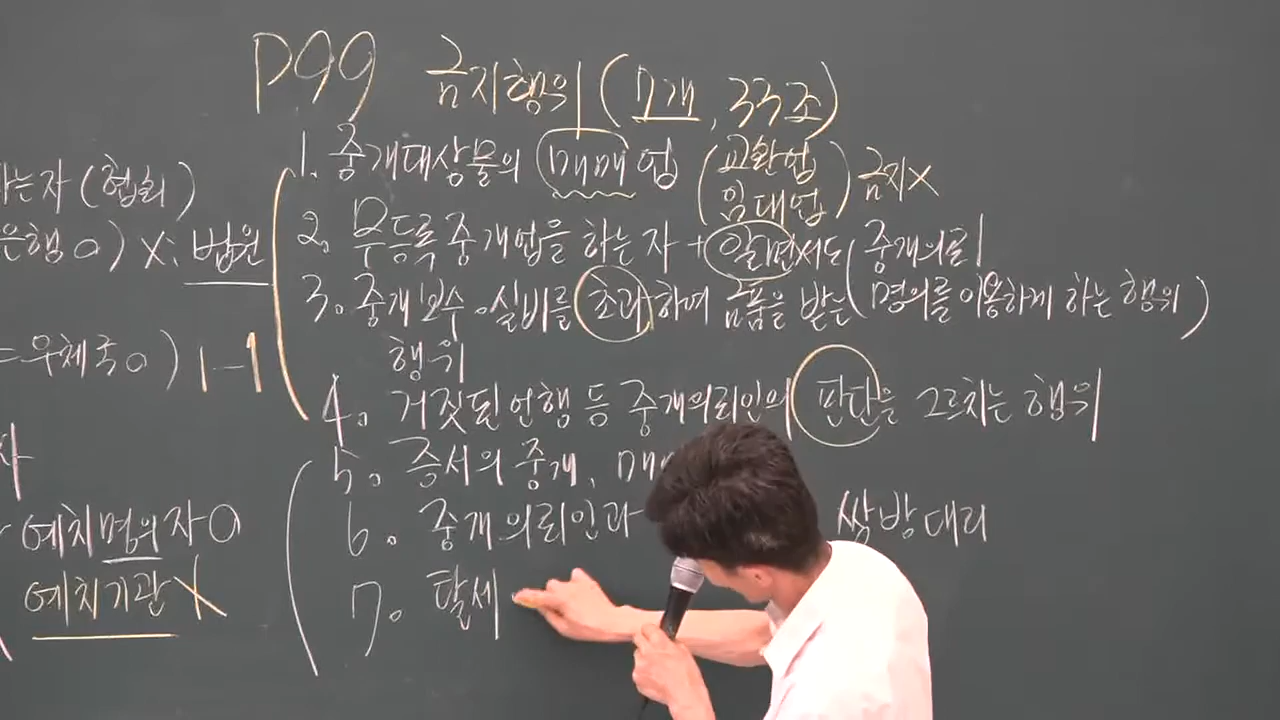 P99 금지행위 (7개, 33조)
1. 중개대상물의 매매업 (교환업 임대업) 금지X
2. 무등록 중개업을 하는 자 + 알면서도 (중개의뢰
명의를 이용하게 하는 행위)
3. 중개보수·실비를 초과하여 금품을 받는
행위
4. 거짓된 언행 등 중개의뢰인의 판단을 그르치는 행위
5. 증서의 중개, 매매
6. 중개의뢰인과 쌍방대리
7. 탈세
하는자 (협회)
은행 O) X: 법원
=우체국 O) 1-1
자
예치명의자 O
예치기관 X